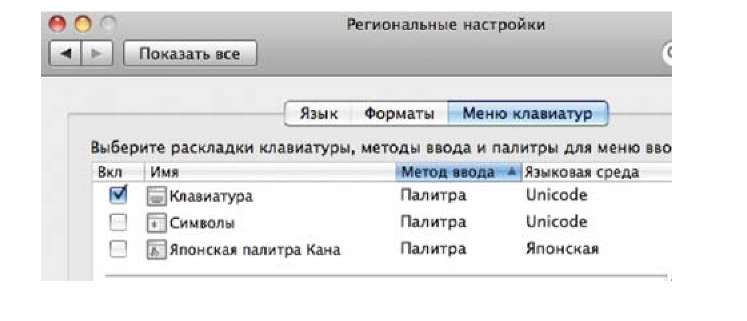 Региональные настройки
Показать все
Язык Форматы Меню клавиатур
Выберите раскладки клавиатуры, методы ввода и палитры для меню вво
Вкл Имя Метод ввода Языковая среда
Клавиатура Палитра Unicode
Символы Палитра Unicode
Японская палитра Кана Палитра Японская